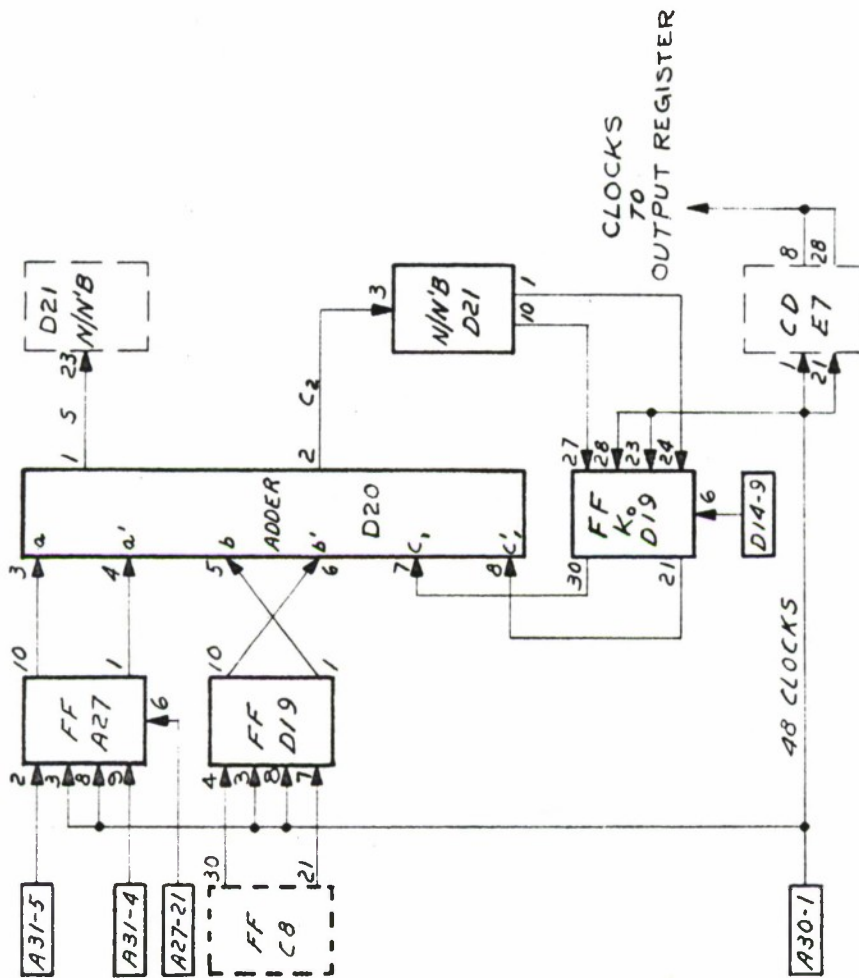 A31-5
A31-4
A27-21
2
3
8
9
FF
A27
10
1
6
FF
C8
30
21
4
3
8
7
FF
D19
10
1
3
a
4
a'
5
b
6
b'
7
C₁
8
C₁'
ADDER
D20
1
S
23
D21
N/N'B
2
C₂
3
N/N'B
D21
10
1
27
28
23
24
FF
K₀
D19
30
21
6
D14-9
A30-1
48 CLOCKS
1
21
CD
E7
8
28
CLOCKS
TO
OUTPUT REGISTER